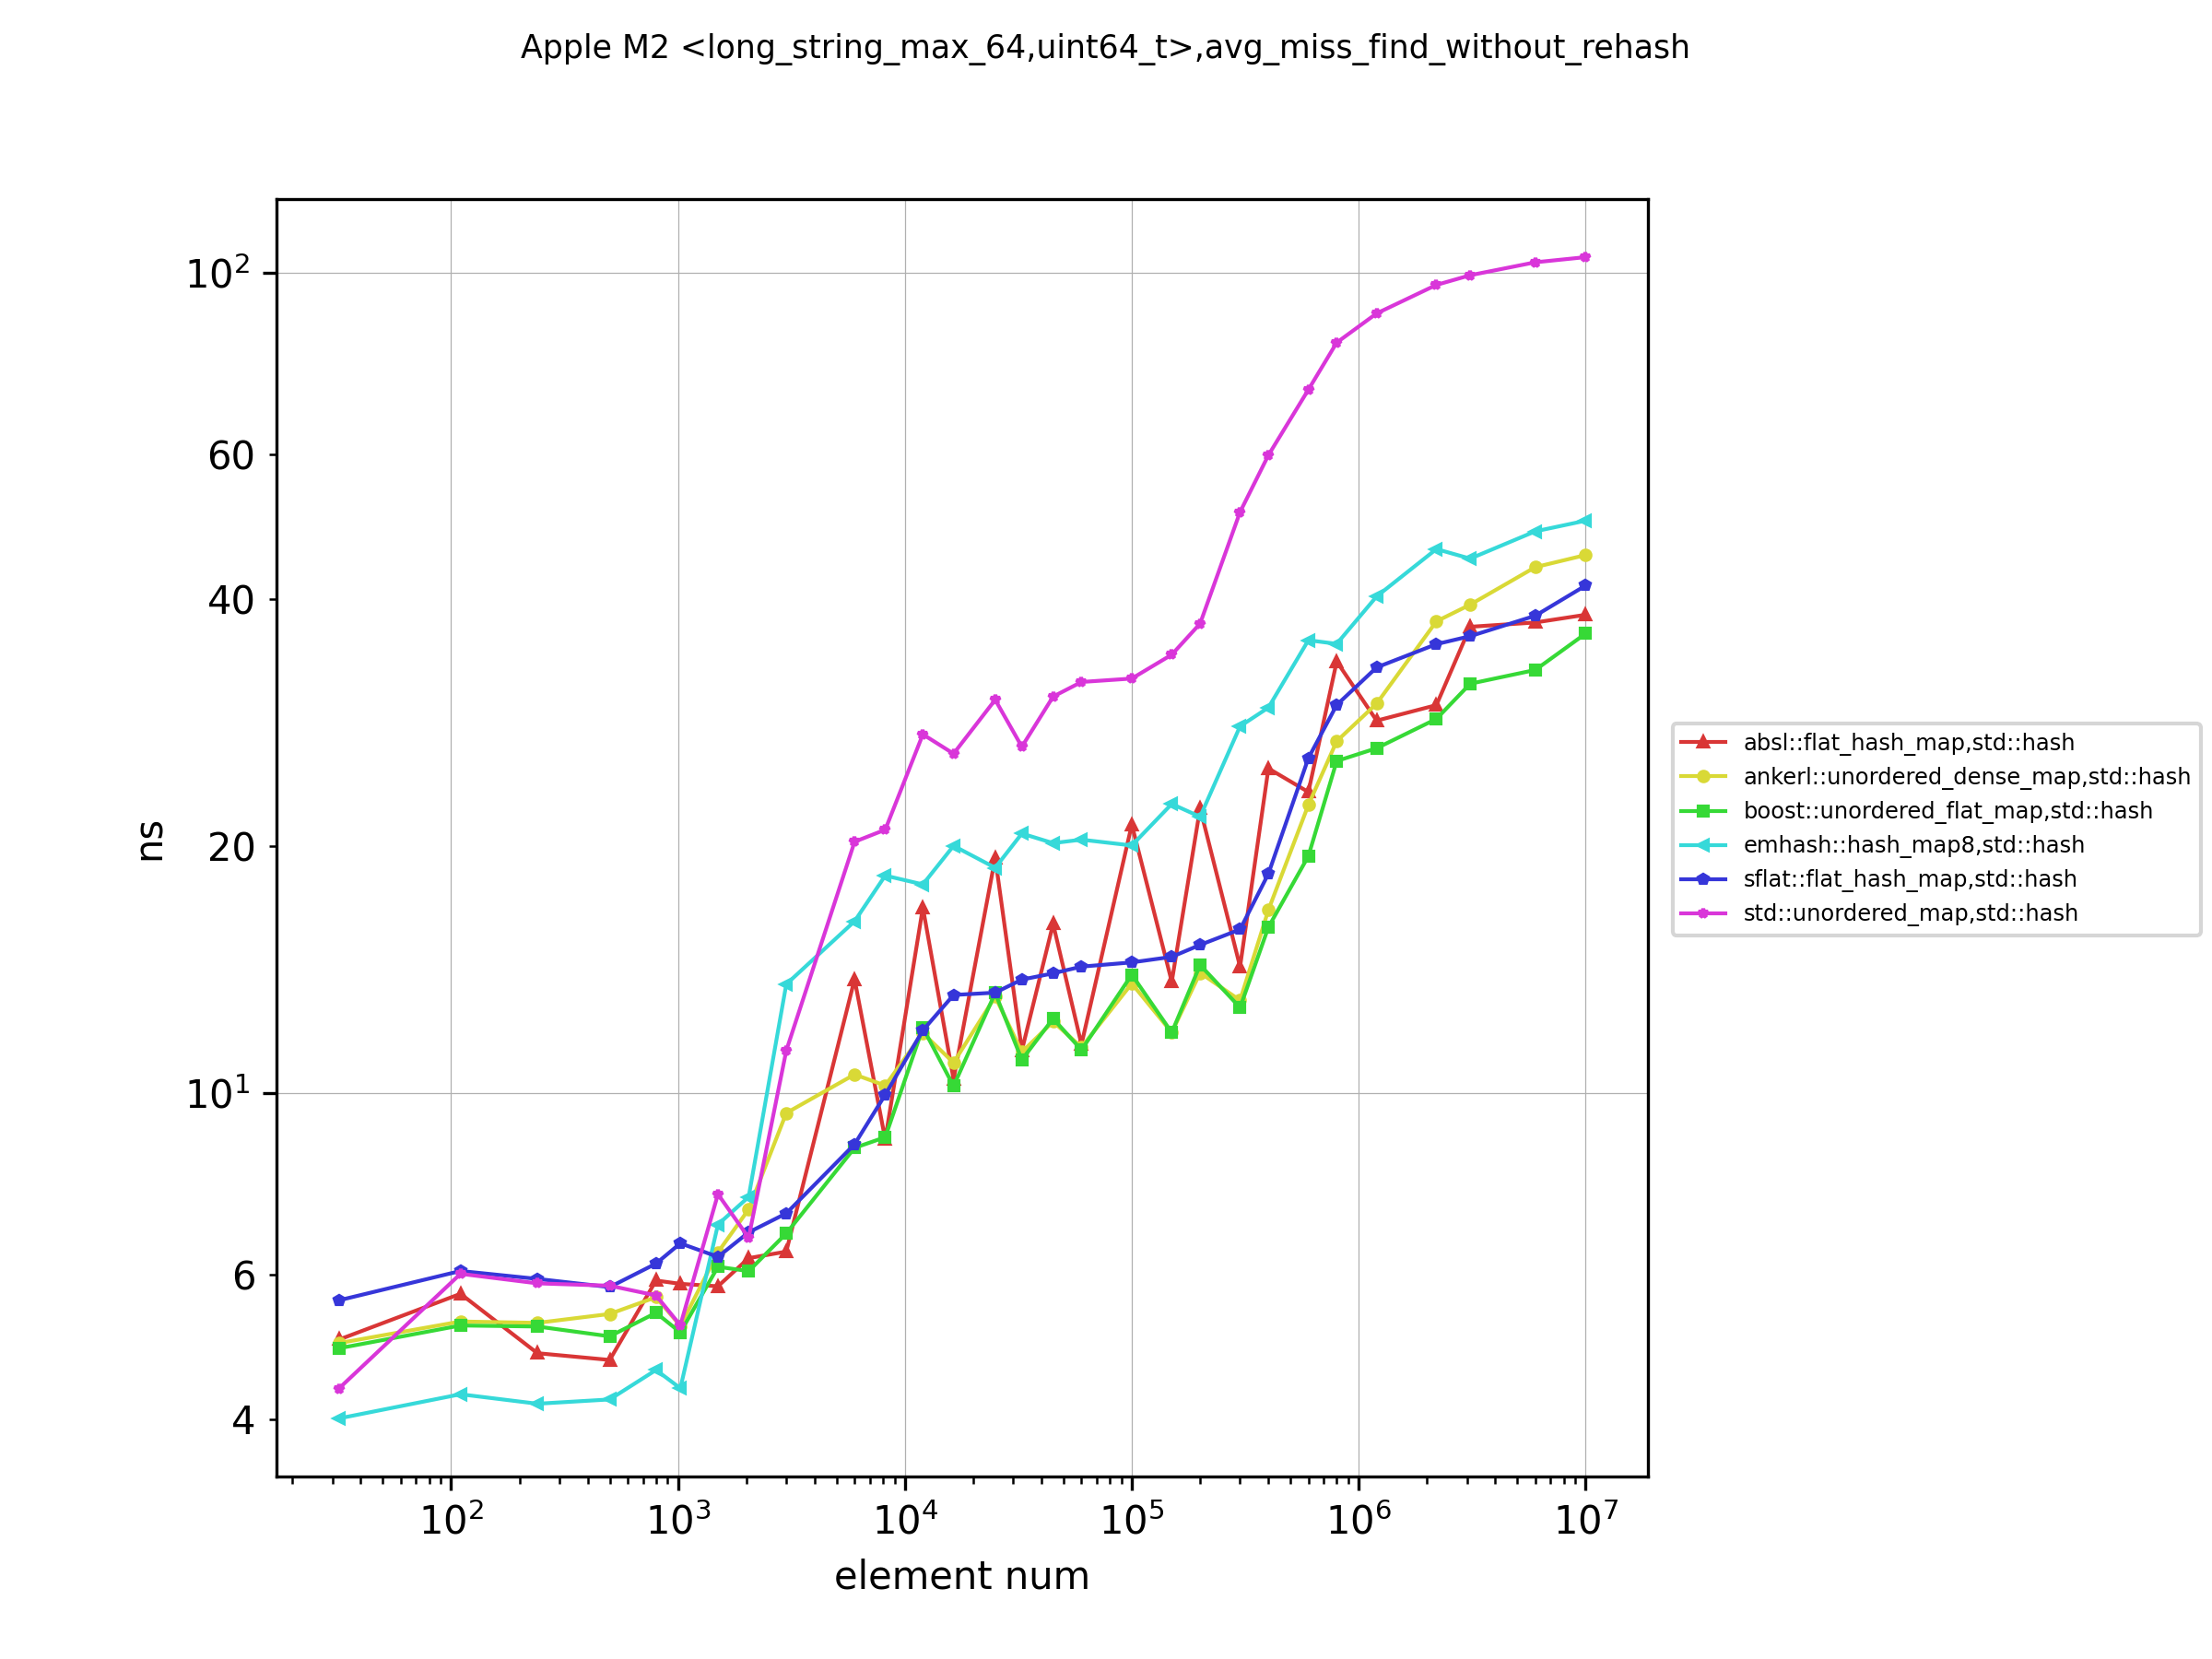 Apple M2 <long_string_max_64,uint64_t>,avg_miss_find_without_rehash
10²
60
40
20
10¹
6
4
ns
10² 10³ 10⁴ 10⁵ 10⁶ 10⁷
element num
absl::flat_hash_map,std::hash
ankerl::unordered_dense_map,std::hash
boost::unordered_flat_map,std::hash
emhash::hash_map8,std::hash
sflat::flat_hash_map,std::hash
std::unordered_map,std::hash